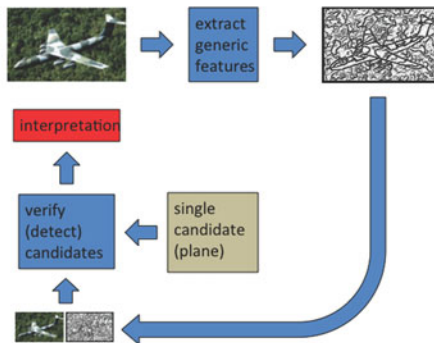 extract
generic
features
interpretation
verify
(detect)
candidates
single
candidate
(plane)